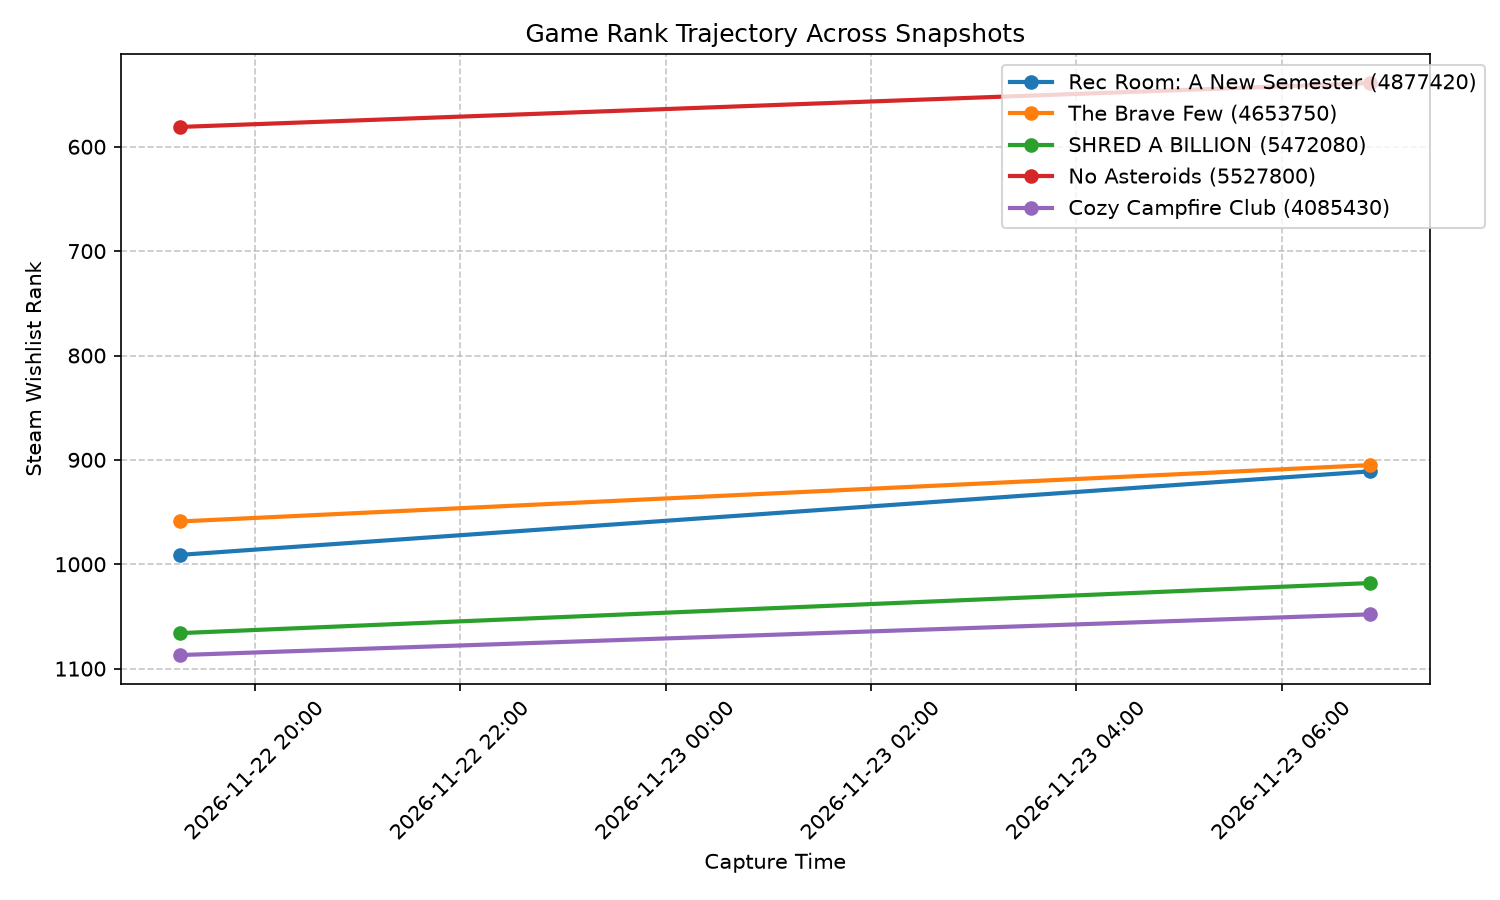 Game Rank Trajectory Across Snapshots
Rec Room: A New Semester (4877420)
The Brave Few (4653750)
SHRED A BILLION (5472080)
No Asteroids (5527800)
Cozy Campfire Club (4085430)
Steam Wishlist Rank
600
700
800
900
1000
1100
2026-11-22 20:00
2026-11-22 22:00
2026-11-23 00:00
2026-11-23 02:00
2026-11-23 04:00
2026-11-23 06:00
Capture Time